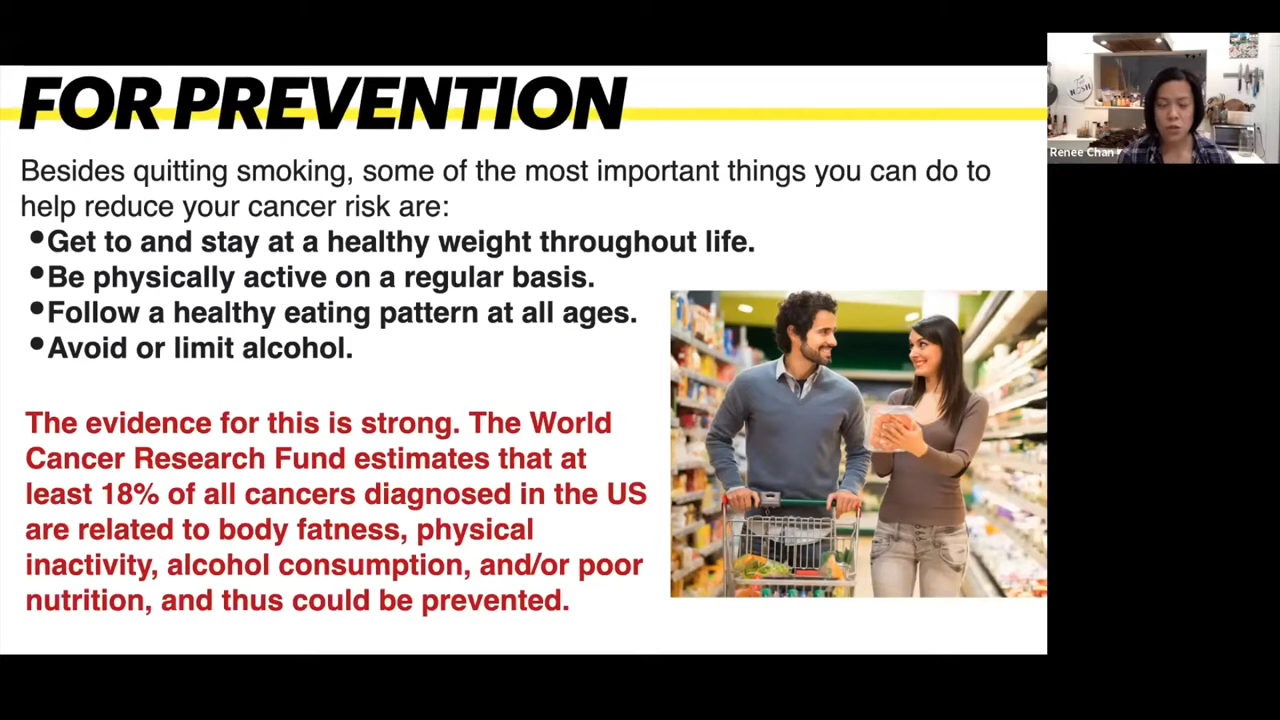 FOR PREVENTION
Besides quitting smoking, some of the most important things you can do to
help reduce your cancer risk are:
•Get to and stay at a healthy weight throughout life.
•Be physically active on a regular basis.
•Follow a healthy eating pattern at all ages.
•Avoid or limit alcohol.
The evidence for this is strong. The World
Cancer Research Fund estimates that at
least 18% of all cancers diagnosed in the US
are related to body fatness, physical
inactivity, alcohol consumption, and/or poor
nutrition, and thus could be prevented.
Renee Chan